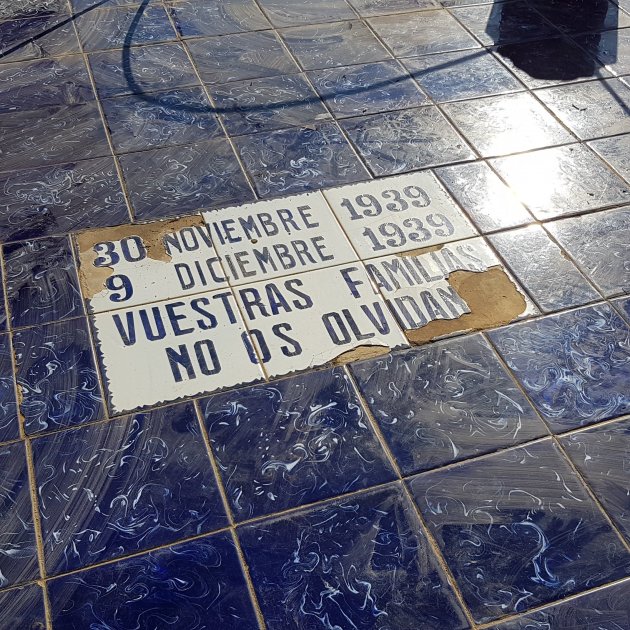 30 NOVIEMBRE 1939
9 DICIEMBRE 1939
VUESTRAS FAMILIAS
NO OS OLVIDAN